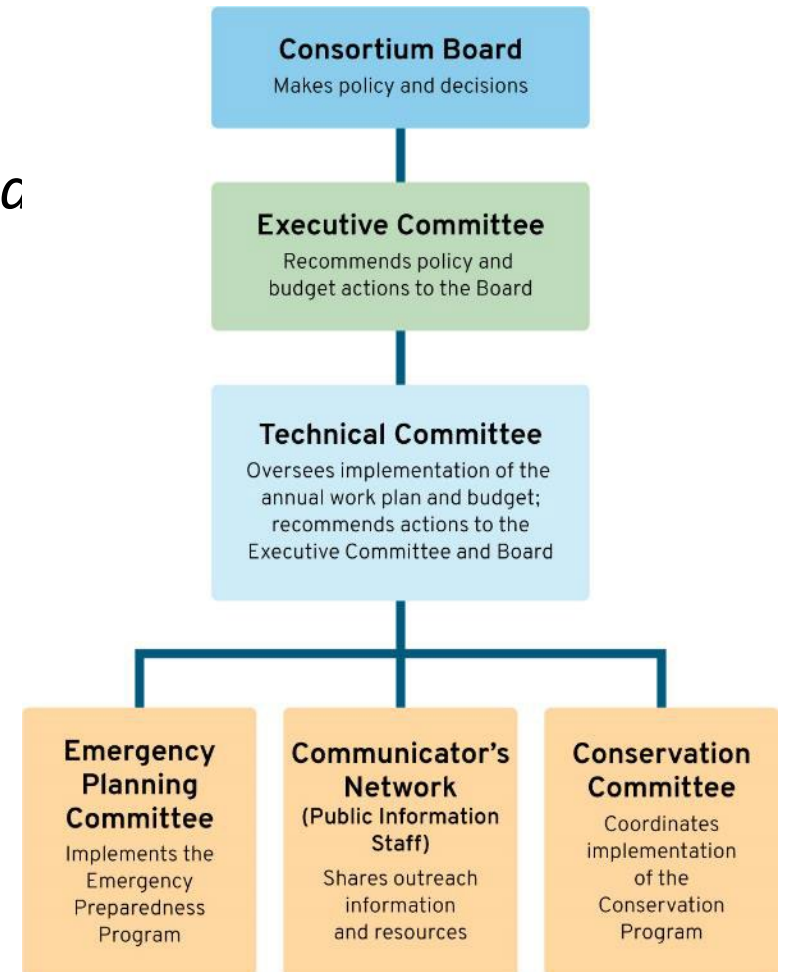 Consortium Board
Makes policy and decisions
Executive Committee
Recommends policy and
budget actions to the Board
Technical Committee
Oversees implementation of the
annual work plan and budget;
recommends actions to the
Executive Committee and Board
Emergency
Planning
Committee
Implements the
Emergency
Preparedness
Program
Communicator’s
Network
(Public Information
Staff)
Shares outreach
information
and resources
Conservation
Committee
Coordinates
implementation
of the
Conservation
Program